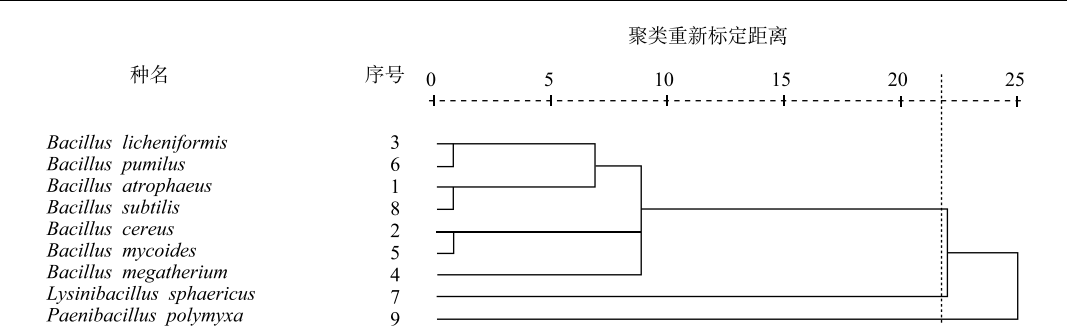 聚类重新标定距离
种名 序号 0 5 10 15 20 25
Bacillus licheniformis 3
Bacillus pumilus 6
Bacillus atrophaeus 1
Bacillus subtilis 8
Bacillus cereus 2
Bacillus mycoides 5
Bacillus megatherium 4
Lysinibacillus sphaericus 7
Paenibacillus polymyxa 9